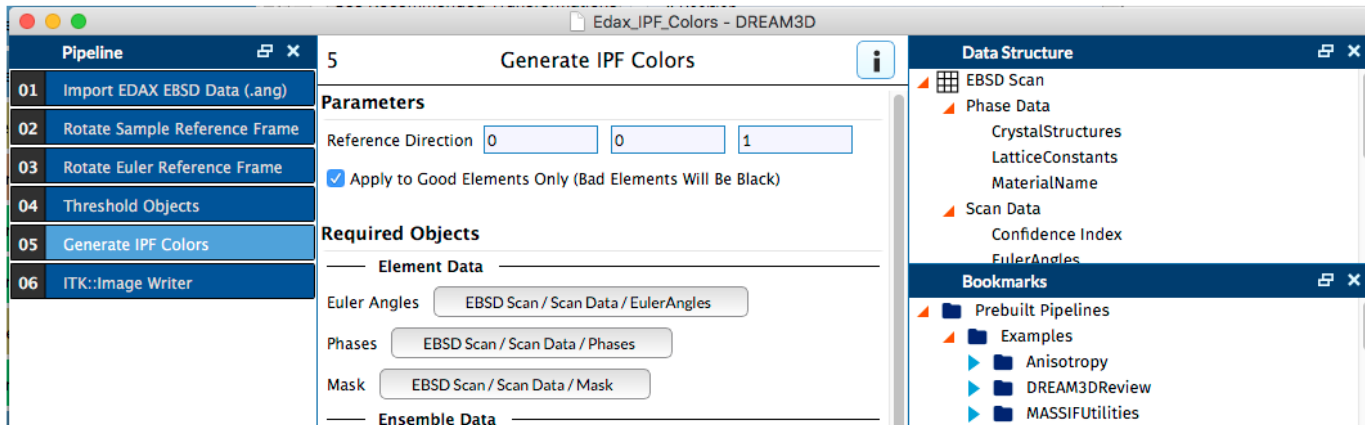 Edax_IPF_Colors - DREAM3D
Pipeline
01 Import EDAX EBSD Data (.ang)
02 Rotate Sample Reference Frame
03 Rotate Euler Reference Frame
04 Threshold Objects
05 Generate IPF Colors
06 ITK::Image Writer
5 Generate IPF Colors i
Parameters
Reference Direction 0 0 1
Apply to Good Elements Only (Bad Elements Will Be Black)
Required Objects
Element Data
Euler Angles EBSD Scan / Scan Data / EulerAngles
Phases EBSD Scan / Scan Data / Phases
Mask EBSD Scan / Scan Data / Mask
Ensemble Data
Data Structure
EBSD Scan
Phase Data
CrystalStructures
LatticeConstants
MaterialName
Scan Data
Confidence Index
EulerAngles
Bookmarks
Prebuilt Pipelines
Examples
Anisotropy
DREAM3DReview
MASSIFUtilities